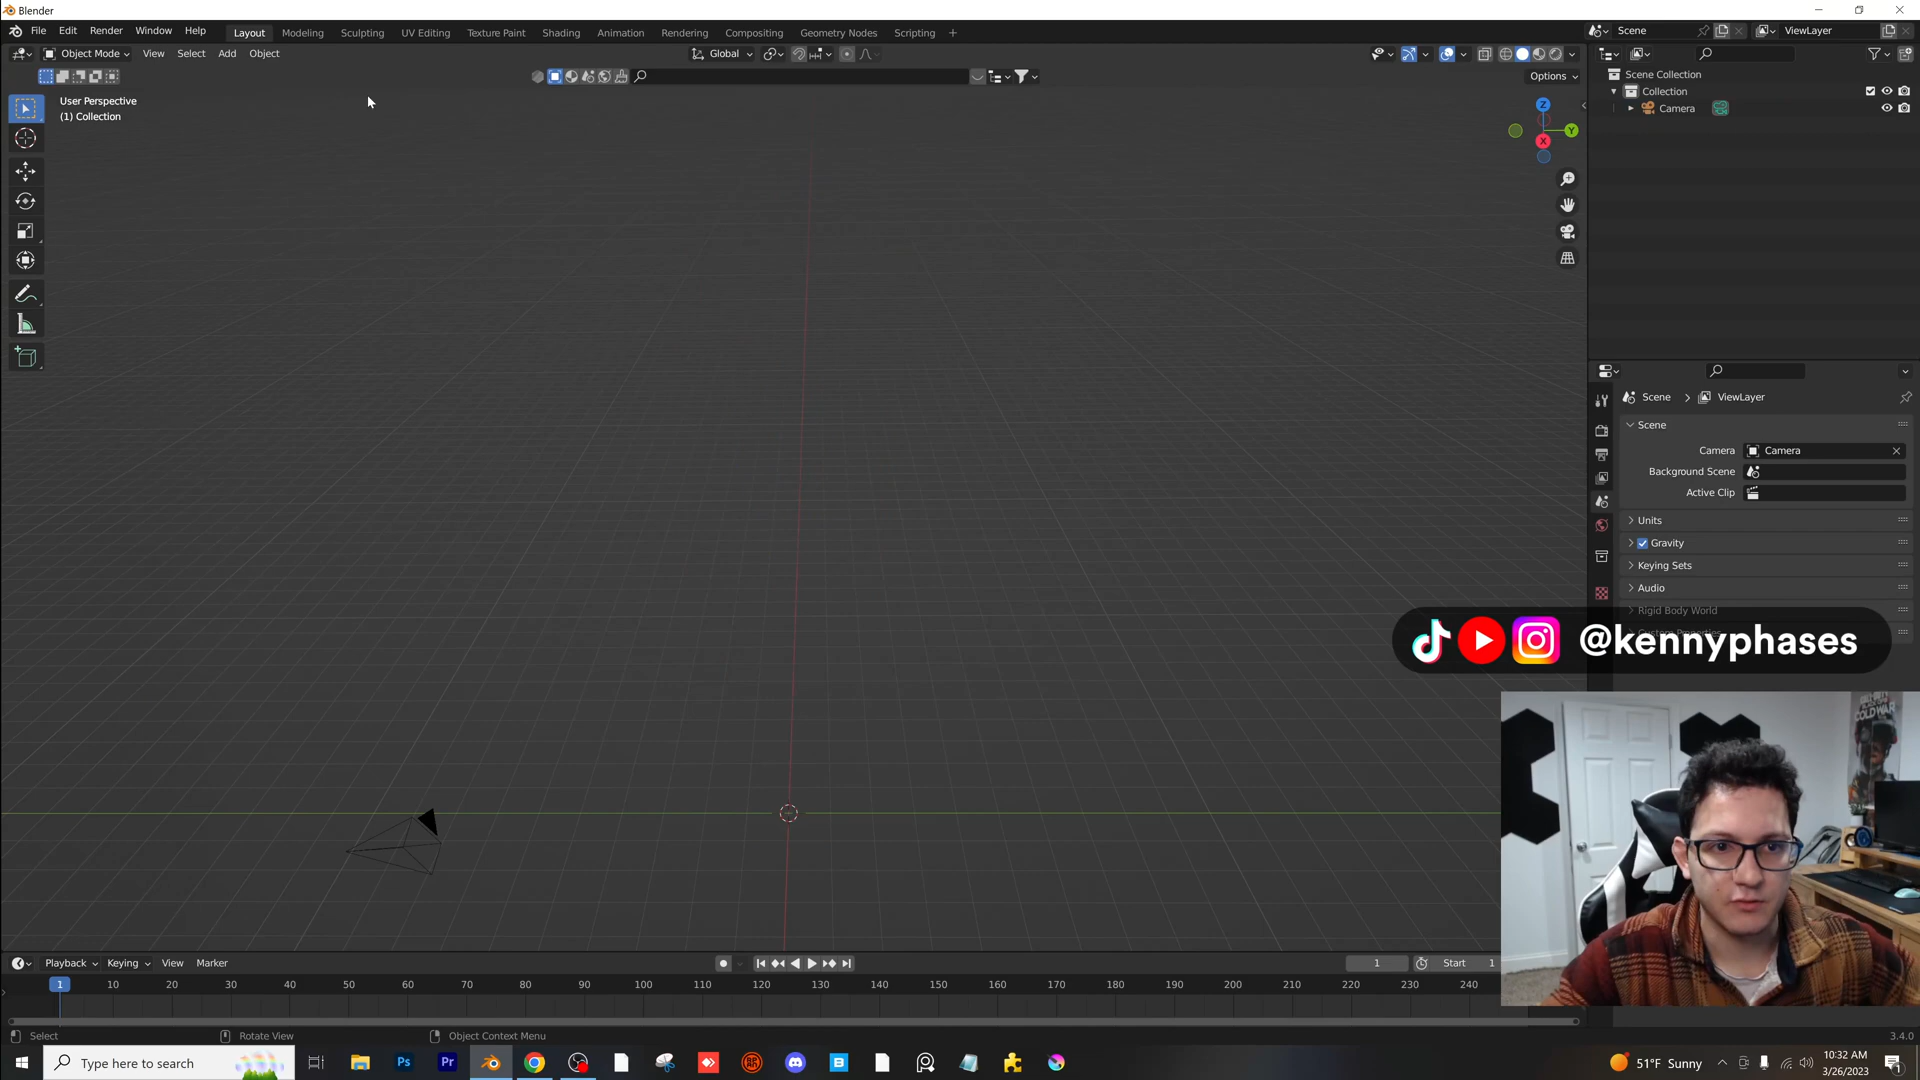 Blender
File Edit Render Window Help Layout Modeling Sculpting UV Editing Texture Paint Shading Animation Rendering Compositing Geometry Nodes Scripting + Scene ViewLayer
Object Mode View Select Add Object Global
Options
User Perspective
(1) Collection
Z
Y
X
Scene Collection
Collection
Camera
Scene > ViewLayer
Scene
Camera Camera
Background Scene
Active Clip
Units
Gravity
Keying Sets
Audio
Rigid Body World
@kennyphases
COLD WAR
Playback Keying View Marker 1 Start 1
1 10 20 30 40 50 60 70 80 90 100 110 120 130 140 150 160 170 180 190 200 210 220 230 240
Select Rotate View Object Context Menu 3.4.0
Type here to search Ps Pr 51°F Sunny 10:32 AM
3/26/2023